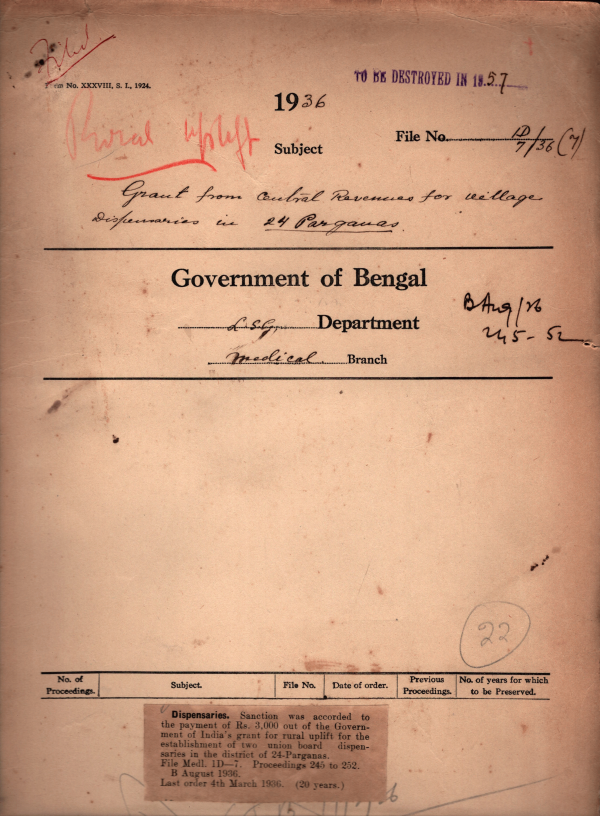 Form No. XXXVIII, S. I., 1924.
TO BE DESTROYED IN 1957
1936
Rural uplift
Subject
File No. 1D/7/36 (7)
Grant from Central Revenues for village
Dispensaries in 24 Parganas.
Government of Bengal
L.S.G. Department
Medical Branch
B Aug/36
245-52
22
No. of Proceedings.
Subject.
File No.
Date of order.
Previous Proceedings.
No. of years for which to be Preserved.
Dispensaries. Sanction was accorded to
the payment of Rs. 3,000 out of the Govern-
ment of India's grant for rural uplift for the
establishment of two union board dispen-
saries in the district of 24-Parganas.
File Medl. 1D—7. Proceedings 245 to 252.
B August 1936.
Last order 4th March 1936. (20 years.)